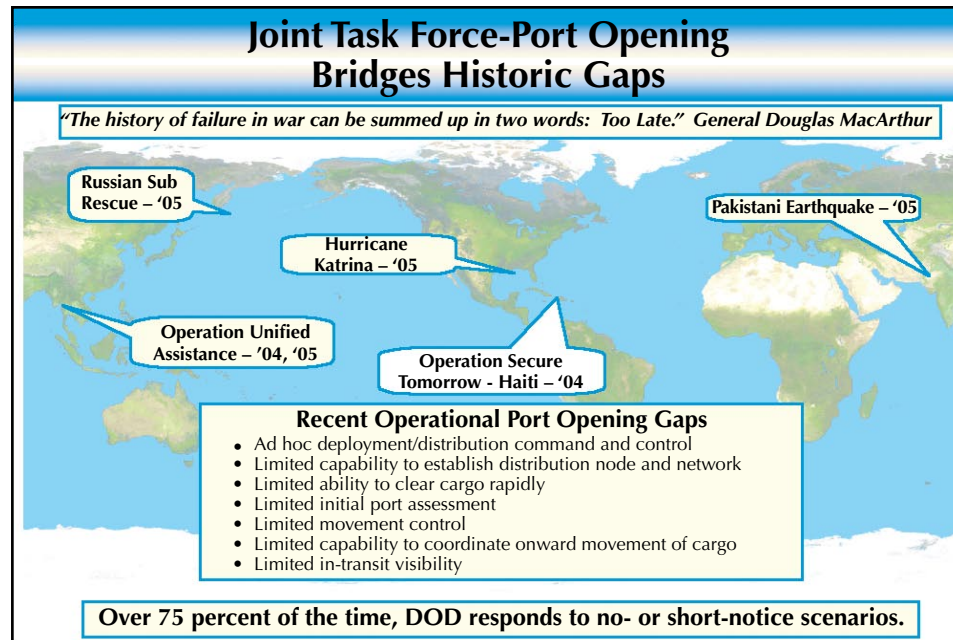 Joint Task Force-Port Opening
Bridges Historic Gaps
“The history of failure in war can be summed up in two words:  Too Late.”  General Douglas MacArthur
Russian Sub
Rescue – ‘05
Pakistani Earthquake – ‘05
Hurricane
Katrina – ‘05
Operation Unified
Assistance – ’04, ‘05
Operation Secure
Tomorrow - Haiti – ‘04
Recent Operational Port Opening Gaps
• Ad hoc deployment/distribution command and control
• Limited capability to establish distribution node and network
• Limited ability to clear cargo rapidly
• Limited initial port assessment
• Limited movement control
• Limited capability to coordinate onward movement of cargo
• Limited in-transit visibility
Over 75 percent of the time, DOD responds to no- or short-notice scenarios.